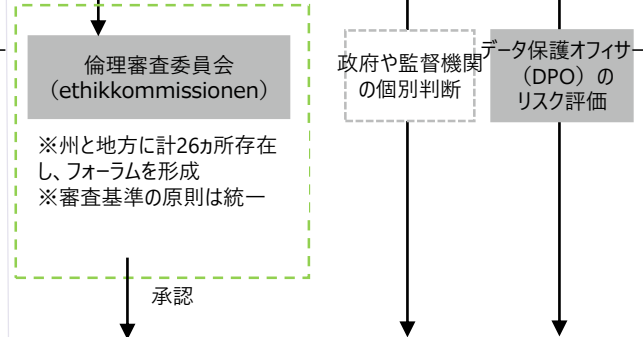 倫理審査委員会
（ethikkommissionen）
※州と地方に計26ヵ所存在
し、フォーラムを形成
※審査基準の原則は統一
承認
政府や監督機関
の個別判断
データ保護オフィサー
（DPO）の
リスク評価